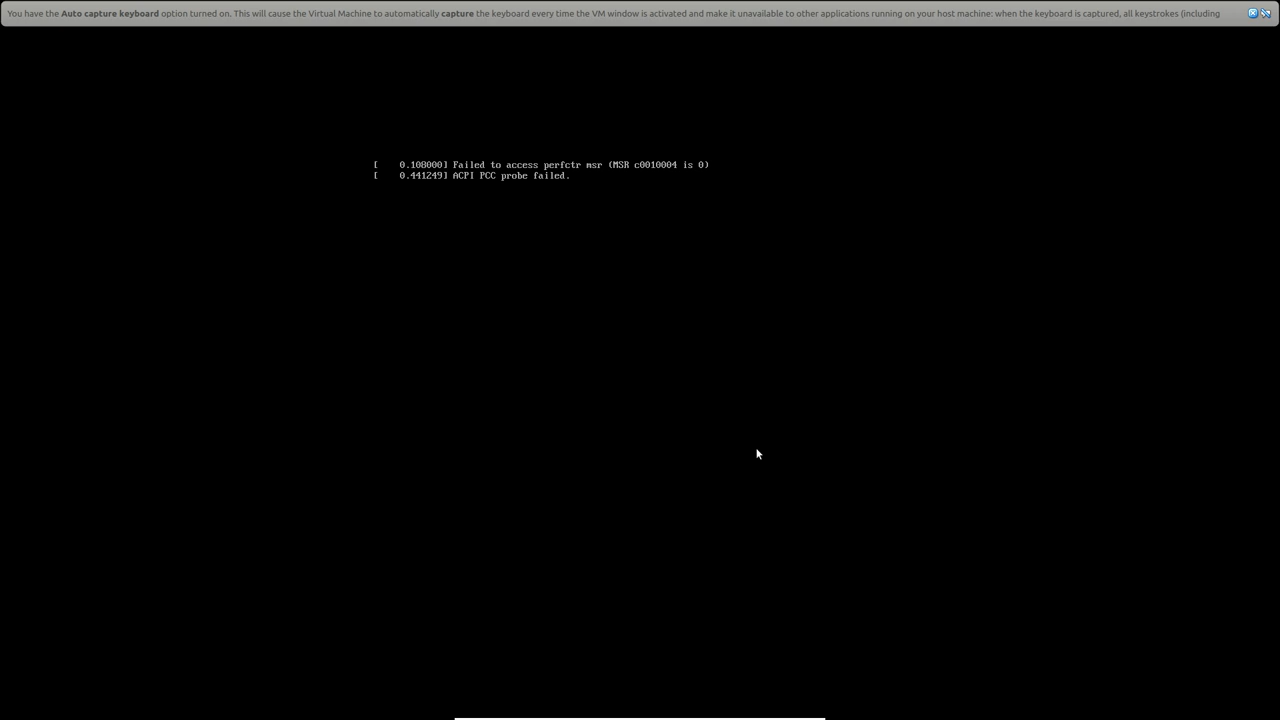 You have the Auto capture keyboard option turned on. This will cause the Virtual Machine to automatically capture the keyboard every time the VM window is activated and make it unavailable to other applications running on your host machine: when the keyboard is captured, all keystrokes (including
[    0.108000] Failed to access perfctr msr (MSR c0010004 is 0)
[    0.441249] ACPI PCC probe failed.